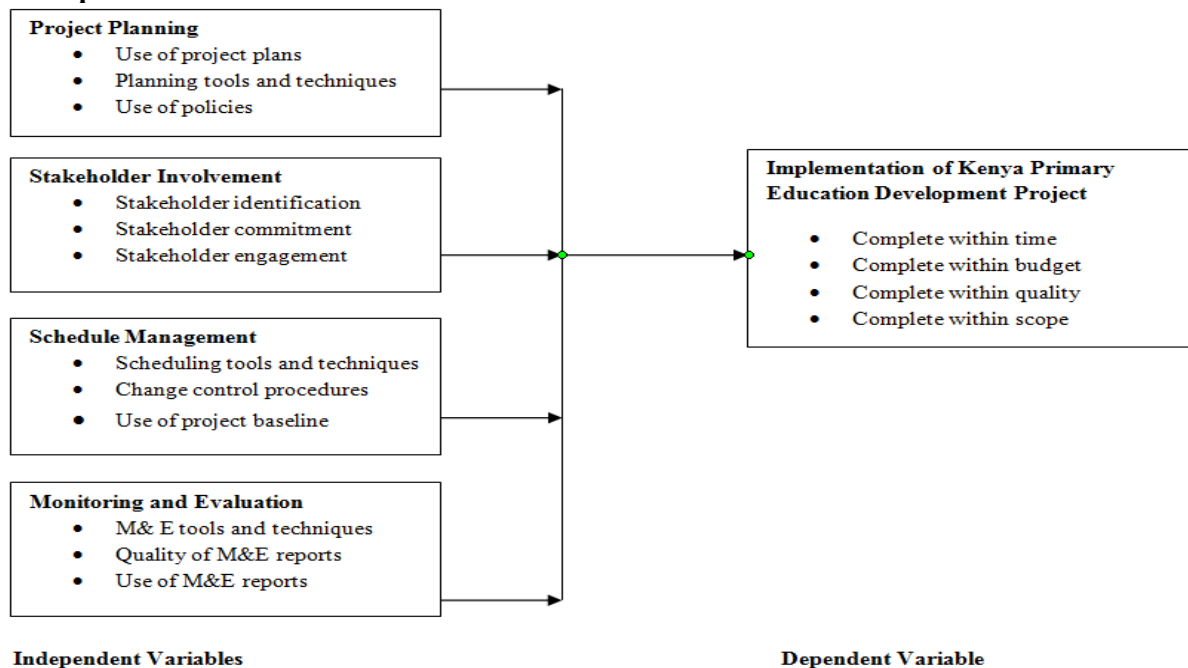 Project Planning
• Use of project plans
• Planning tools and techniques
• Use of policies
Stakeholder Involvement
• Stakeholder identification
• Stakeholder commitment
• Stakeholder engagement
Schedule Management
• Scheduling tools and techniques
• Change control procedures
• Use of project baseline
Monitoring and Evaluation
• M& E tools and techniques
• Quality of M&E reports
• Use of M&E reports
Independent Variables
Implementation of Kenya Primary
Education Development Project
• Complete within time
• Complete within budget
• Complete within quality
• Complete within scope
Dependent Variable